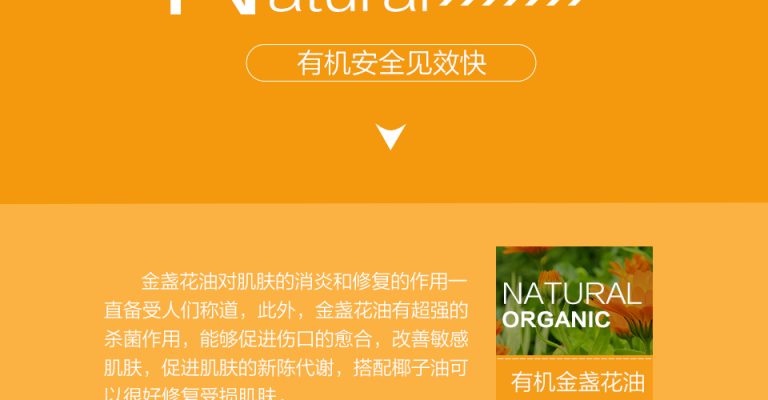 Natural
有机安全见效快
金盏花油对肌肤的消炎和修复的作用一
直备受人们称道，此外，金盏花油有超强的
杀菌作用，能够促进伤口的愈合，改善敏感
肌肤，促进肌肤的新陈代谢，搭配椰子油可
以很好修复受损肌肤。
NATURAL
ORGANIC
有机金盏花油